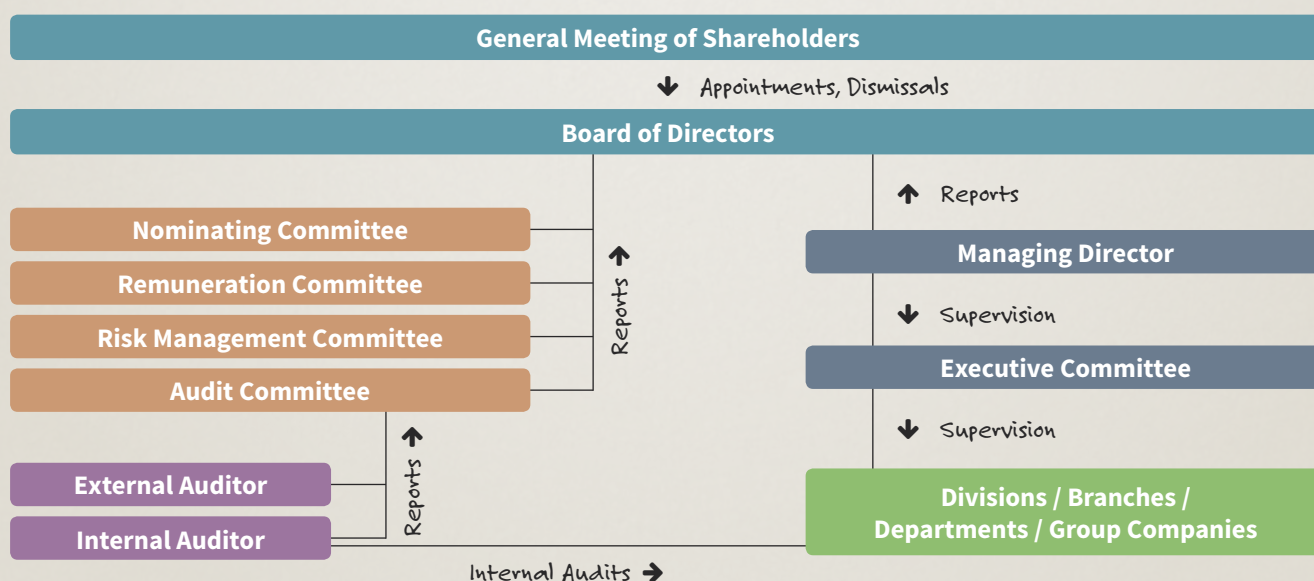 General Meeting of Shareholders
Appointments, Dismissals
Board of Directors
Reports
Nominating Committee
Managing Director
Remuneration Committee
Reports
Supervision
Risk Management Committee
Executive Committee
Audit Committee
Supervision
Reports
External Auditor
Divisions / Branches /
Departments / Group Companies
Internal Auditor
Internal Audits